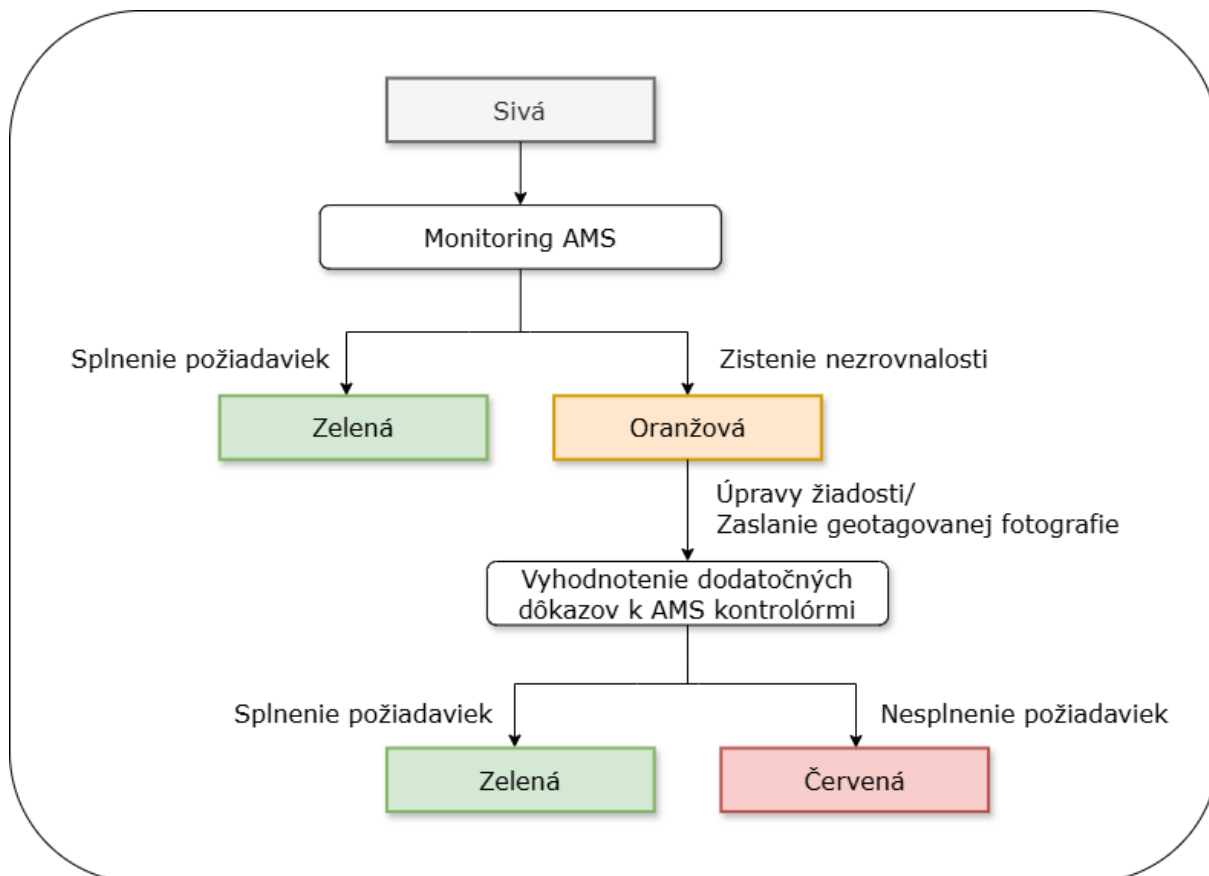 Sivá
Monitoring AMS
Splnenie požiadaviek
Zistenie nezrovnalosti
Zelená
Oranžová
Úpravy žiadosti/
Zaslanie geotagovanej fotografie
Vyhodnotenie dodatočných
dôkazov k AMS kontrolórmi
Splnenie požiadaviek
Nesplnenie požiadaviek
Zelená
Červená